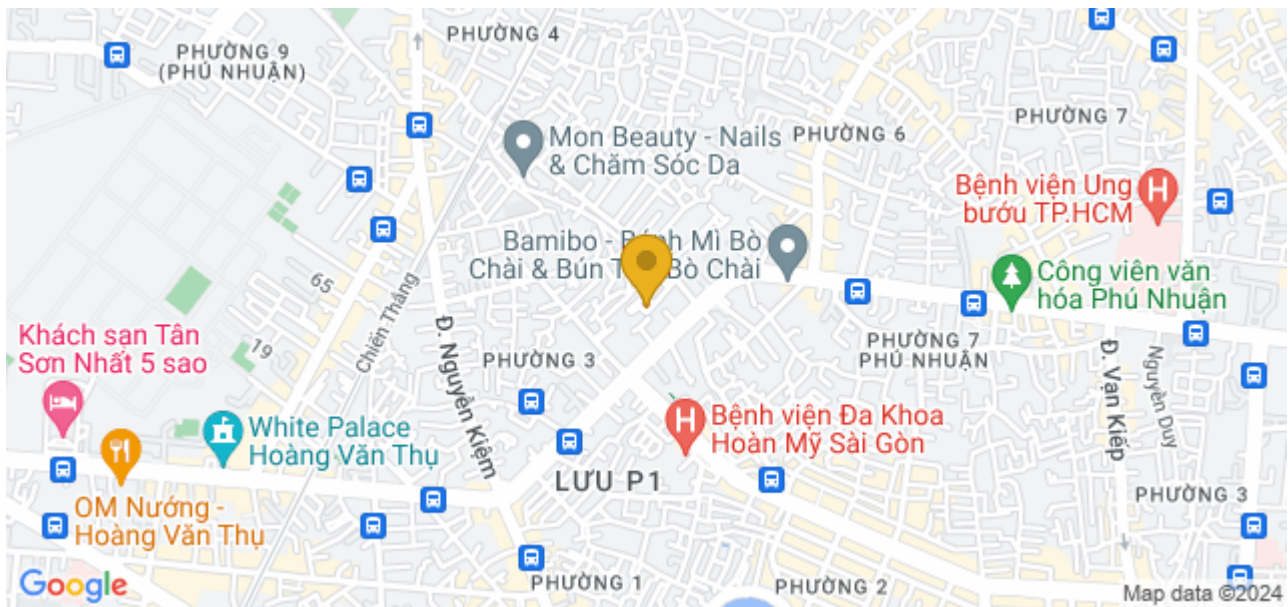 PHƯỜNG 9
(PHÚ NHUẬN)
PHƯỜNG 4
PHƯỜNG 7
PHƯỜNG 6
Mon Beauty - Nails
& Chăm Sóc Da
Bệnh viện Ung
bướu TP.HCM
Bamibo - Bánh Mì Bò
Chài & Bún Bò Chài
Công viên văn
hóa Phú Nhuận
65
19
Chiến Thắng
Khách sạn Tân
Sơn Nhất 5 sao
Đ. Nguyễn Kiệm
PHƯỜNG 3
PHƯỜNG 7
PHÚ NHUẬN
Đ. Vạn Kiếp
Nguyễn Duy
White Palace
Hoàng Văn Thụ
Bệnh viện Đa Khoa
Hoàn Mỹ Sài Gòn
LƯU P1
OM Nướng -
Hoàng Văn Thụ
PHƯỜNG 3
PHƯỜNG 1
PHƯỜNG 2
Google
Map data ©2024